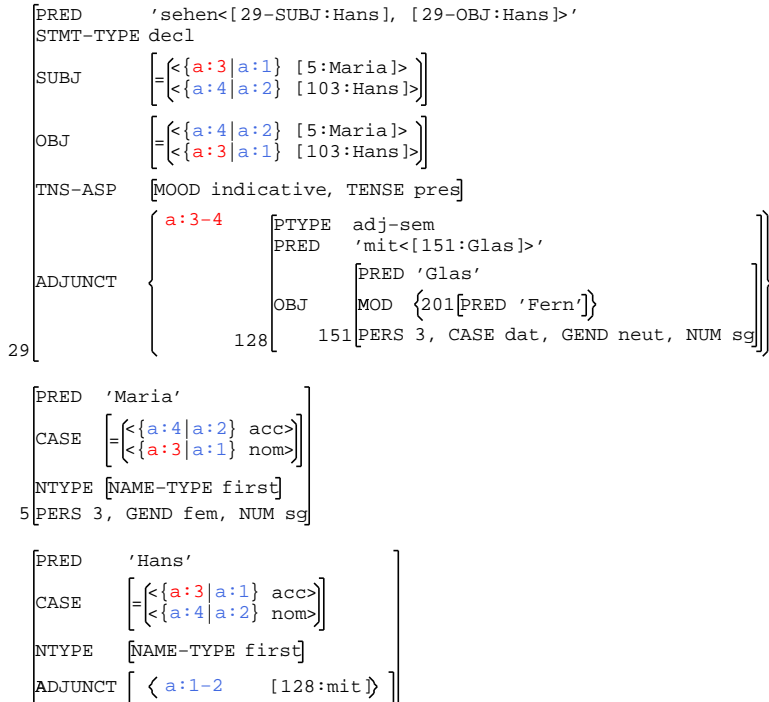 PRED 'sehen<[29-SUBJ:Hans], [29-OBJ:Hans]>'
STMT-TYPE decl
<{a:3|a:1} [5:Maria]>
SUBJ =
<{a:4|a:2} [103:Hans]>
<{a:4|a:2} [5:Maria]>
OBJ =
<{a:3|a:1} [103:Hans]>
TNS-ASP [MOOD indicative, TENSE pres]
a:3-4 PTYPE adj-sem
PRED 'mit<[151:Glas]>'
PRED 'Glas'
ADJUNCT
OBJ MOD {201[PRED 'Fern']}
128 151 PERS 3, CASE dat, GEND neut, NUM sg
29
PRED 'Maria'
<{a:4|a:2} acc>
CASE =
<{a:3|a:1} nom>
NTYPE [NAME-TYPE first]
5 PERS 3, GEND fem, NUM sg
PRED 'Hans'
<{a:3|a:1} acc>
CASE =
<{a:4|a:2} nom>
NTYPE [NAME-TYPE first]
ADJUNCT [ { a:1-2 [128:mit]} ]